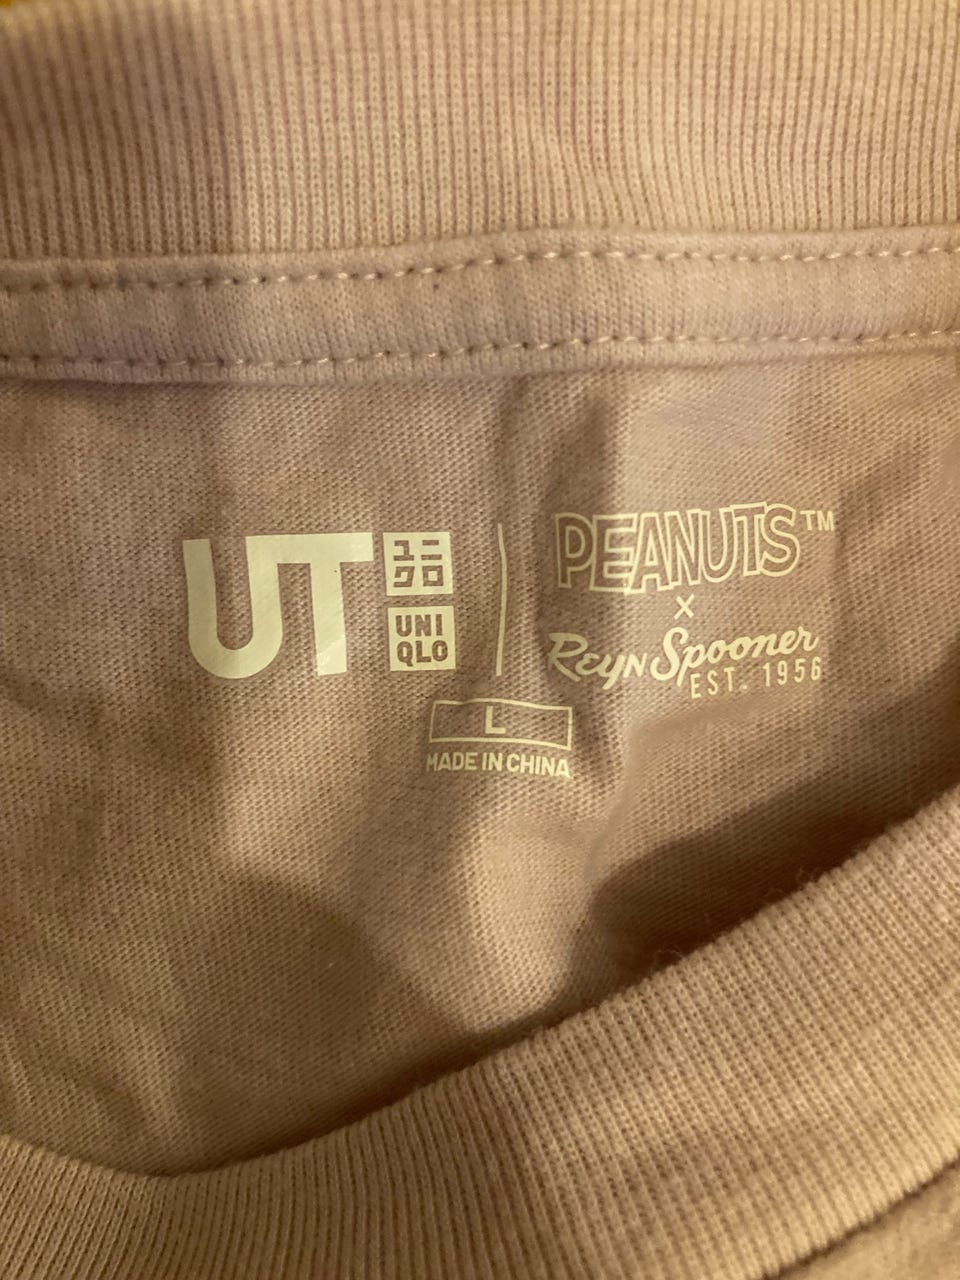 UT
ユニ
クロ
UNI
QLO
PEANUTS™
×
Reyn Spooner
EST. 1956
L
MADE IN CHINA